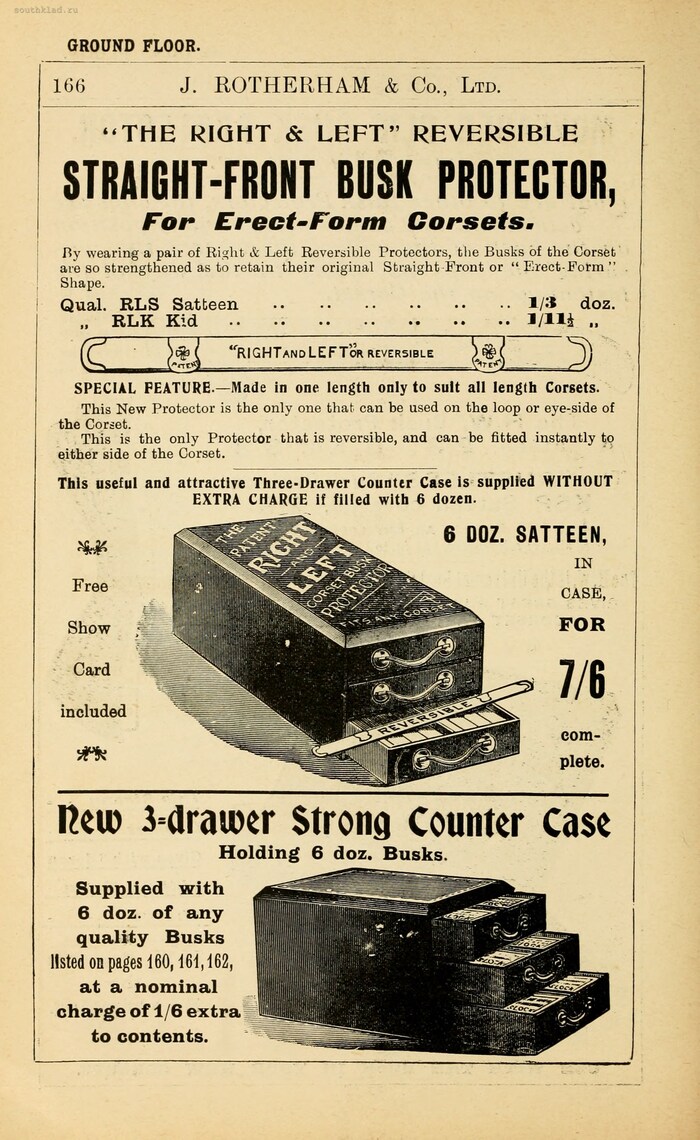 southklad.ru
GROUND FLOOR.
166 J. ROTHERHAM & Co., LTD.
"THE RIGHT & LEFT" REVERSIBLE
STRAIGHT-FRONT BUSK PROTECTOR,
For Erect-Form Corsets.
By wearing a pair of Right & Left Reversible Protectors, the Busks of the Corset
are so strengthened as to retain their original Straight-Front or "Erect-Form"
Shape.
Qual. RLS Satteen .. .. .. .. .. .. .. 1/3 doz.
„ RLK Kid .. .. .. .. .. .. .. 1/11½ „
PATENT "RIGHT AND LEFT" OR REVERSIBLE PATENT
SPECIAL FEATURE.—Made in one length only to suit all length Corsets.
This New Protector is the only one that can be used on the loop or eye-side of
the Corset.
This is the only Protector that is reversible, and can be fitted instantly to
either side of the Corset.
This useful and attractive Three-Drawer Counter Case is supplied WITHOUT
EXTRA CHARGE if filled with 6 dozen.
Free
Show
Card
included
THE
PATENT
RIGHT
AND
LEFT
CORSET BUSK
PROTECTOR
FITS ANY CORSET
REVERSIBLE
6 DOZ. SATTEEN,
IN
CASE,
FOR
7/6
com-
plete.
New 3-drawer Strong Counter Case
Holding 6 doz. Busks.
Supplied with
6 doz. of any
quality Busks
listed on pages 160, 161, 162,
at a nominal
charge of 1/6 extra
to contents.